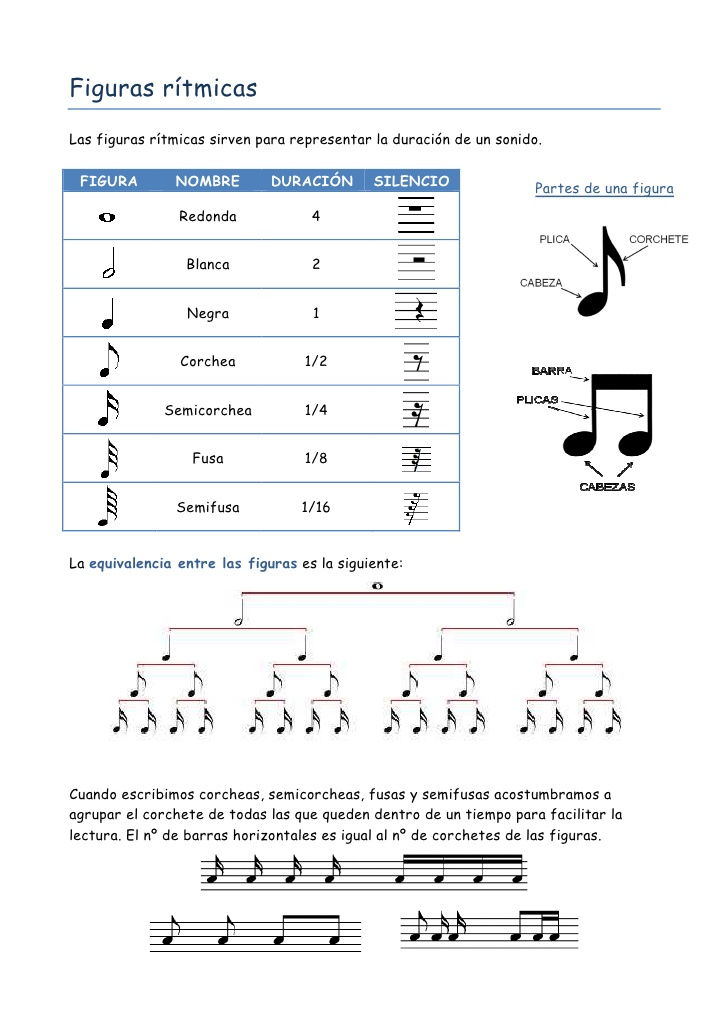 Figuras rítmicas
Las figuras rítmicas sirven para representar la duración de un sonido.
FIGURA NOMBRE DURACIÓN SILENCIO
Redonda 4
Blanca 2
Negra 1
Corchea 1/2
Semicorchea 1/4
Fusa 1/8
Semifusa 1/16
Partes de una figura
PLICA CORCHETE
CABEZA
BARRA
PLICAS
CABEZAS
La equivalencia entre las figuras es la siguiente:
Cuando escribimos corcheas, semicorcheas, fusas y semifusas acostumbramos a
agrupar el corchete de todas las que queden dentro de un tiempo para facilitar la
lectura. El nº de barras horizontales es igual al nº de corchetes de las figuras.